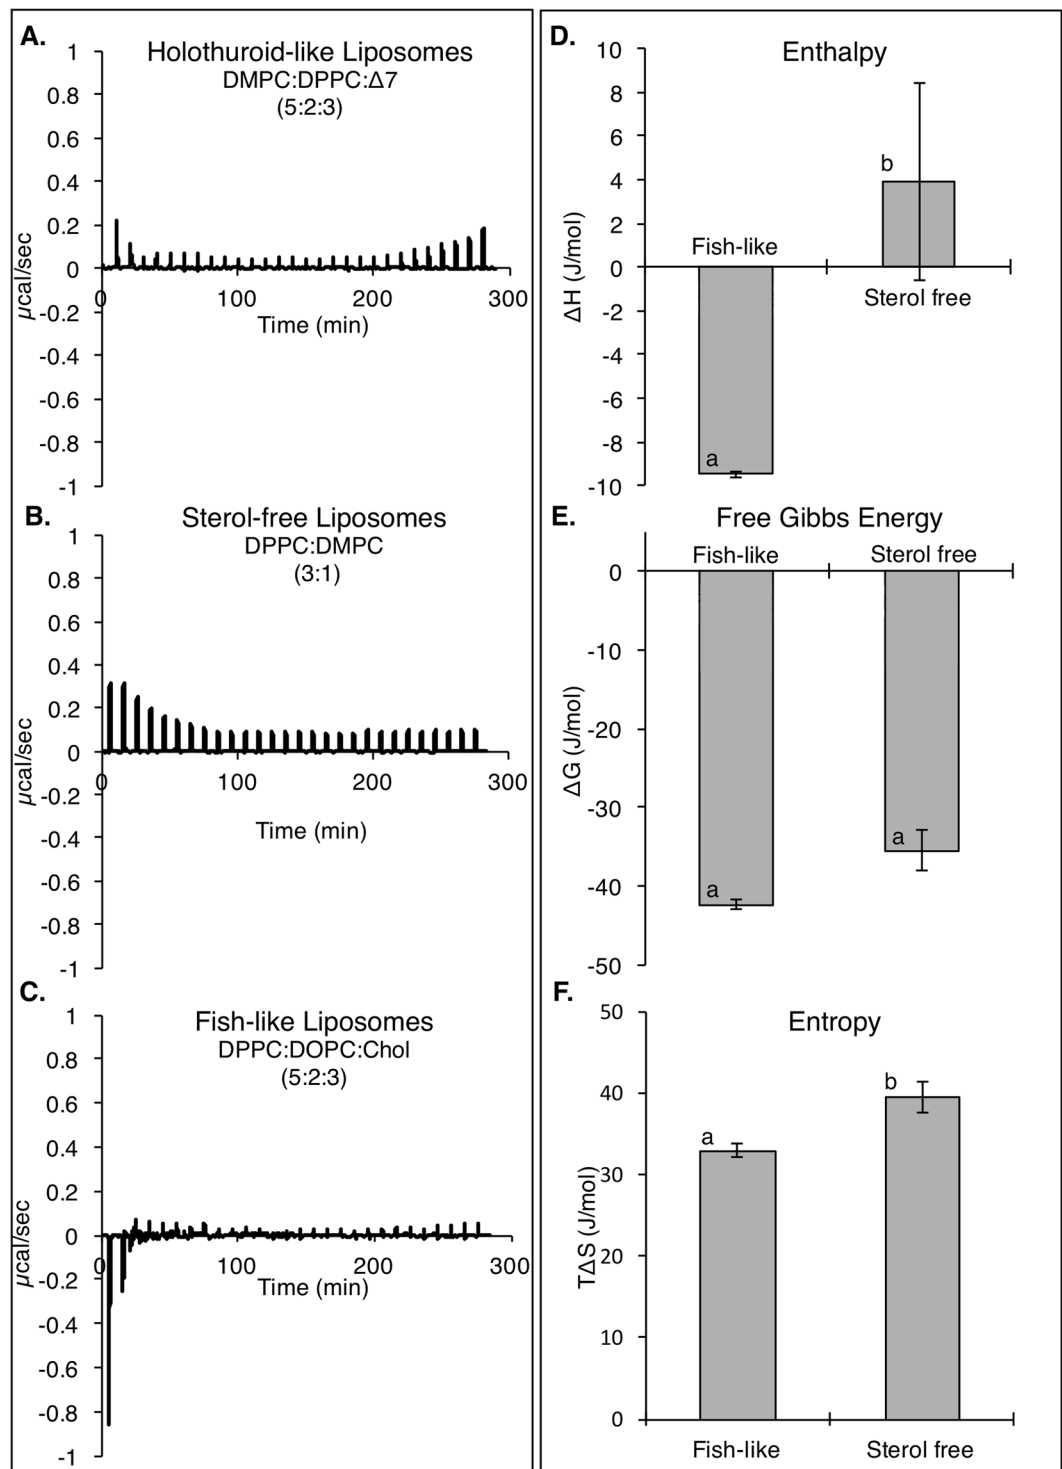 A.
Holothuroid-like Liposomes
DMPC:DPPC:Δ7
(5:2:3)
1
0.8
0.6
0.4
0.2
0
-0.2
-0.4
-0.6
-0.8
-1
µcal/sec
0 100 200 300
Time (min)
B.
Sterol-free Liposomes
DPPC:DMPC
(3:1)
1
0.8
0.6
0.4
0.2
0
-0.2
-0.4
-0.6
-0.8
-1
µcal/sec
0 100 200 300
Time (min)
C.
Fish-like Liposomes
DPPC:DOPC:Chol
(5:2:3)
1
0.8
0.6
0.4
0.2
0
-0.2
-0.4
-0.6
-0.8
-1
µcal/sec
0 100 200 300
Time (min)
D.
Enthalpy
10
8
6
4
2
0
-2
-4
-6
-8
-10
ΔH (J/mol)
Fish-like
a
b
Sterol free
E.
Free Gibbs Energy
Fish-like Sterol free
0
-10
-20
-30
-40
-50
ΔG (J/mol)
a
a
F.
Entropy
50
40
30
20
10
0
TΔS (J/mol)
a
b
Fish-like Sterol free